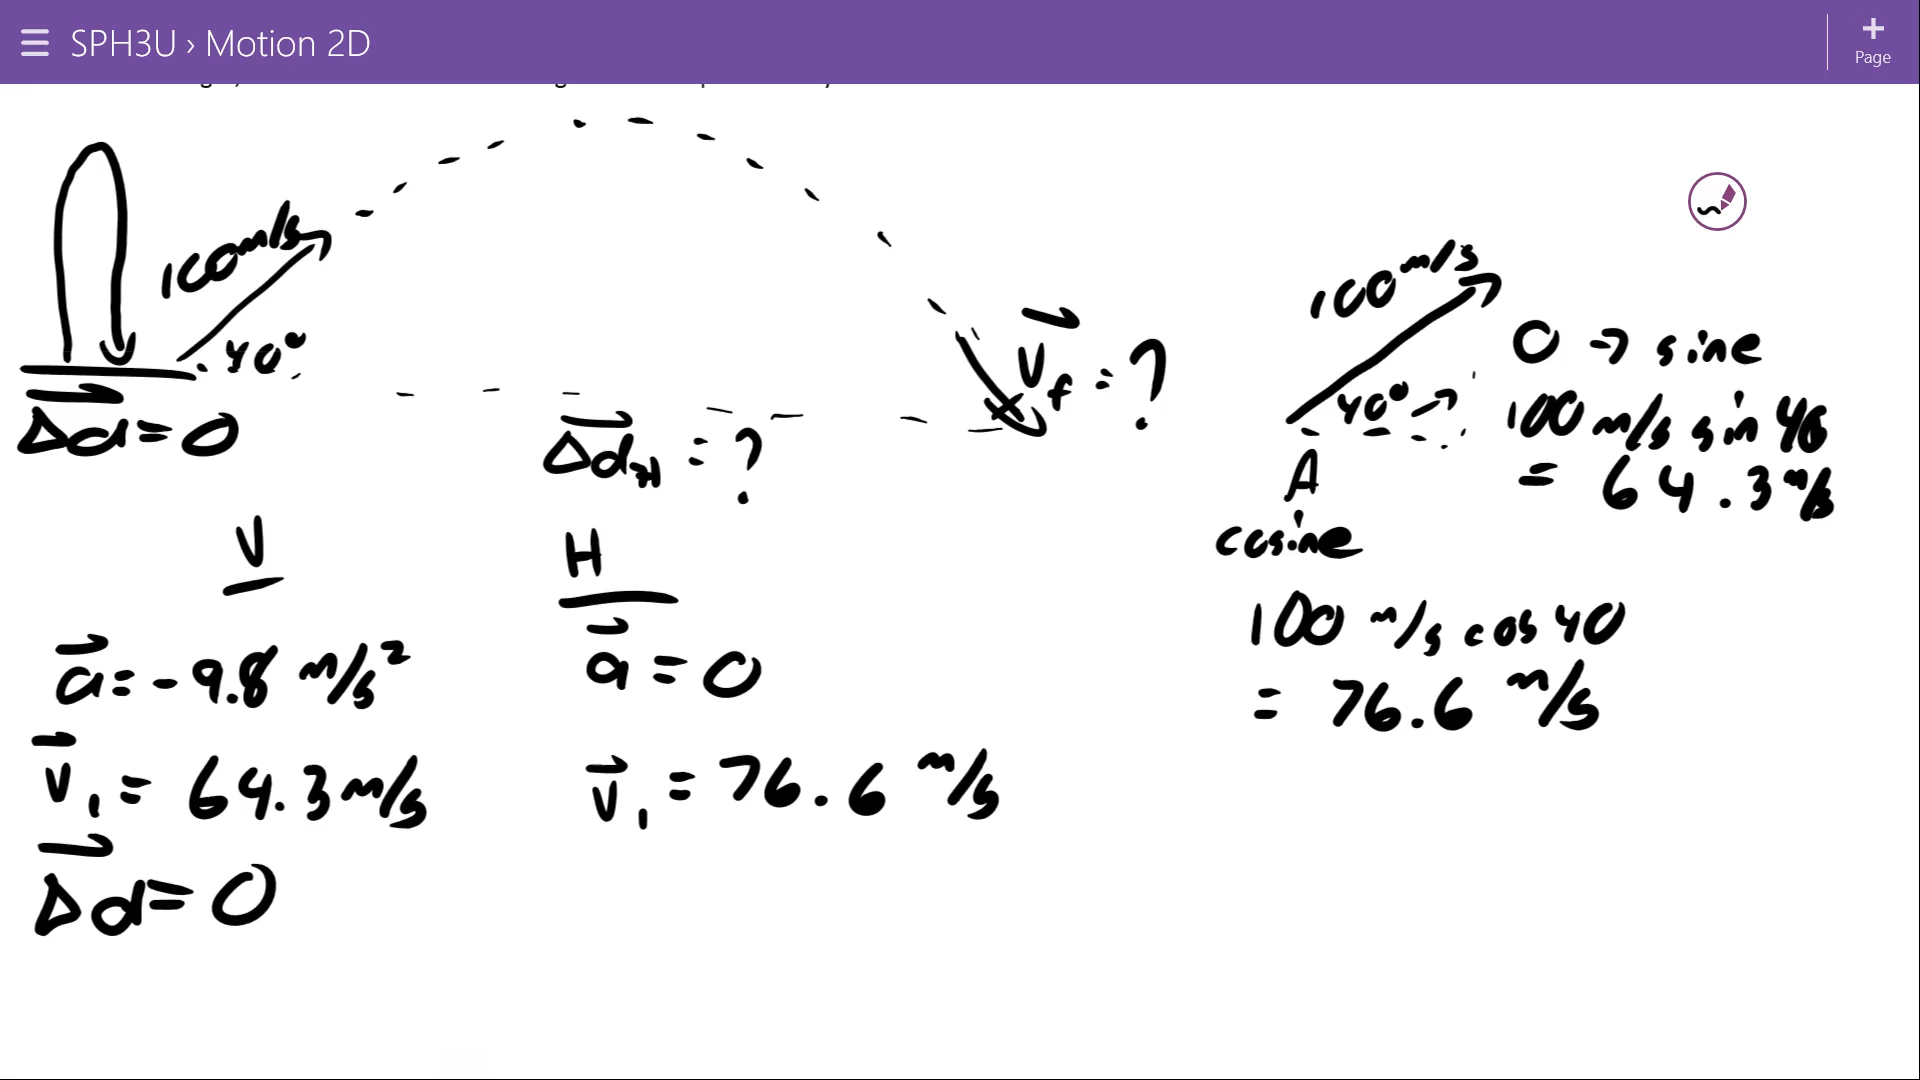 SPH3U › Motion 2D
Page
100 m/s
40°
Δd = 0
Δd_H = ?
v_f = ?
100 m/s
40°
O → sine
100 m/s sin 40
= 64.3 m/s
A
cosine
100 m/s cos 40
= 76.6 m/s
V
a = - 9.8 m/s²
v₁ = 64.3 m/s
Δd = 0
H
a = 0
v₁ = 76.6 m/s